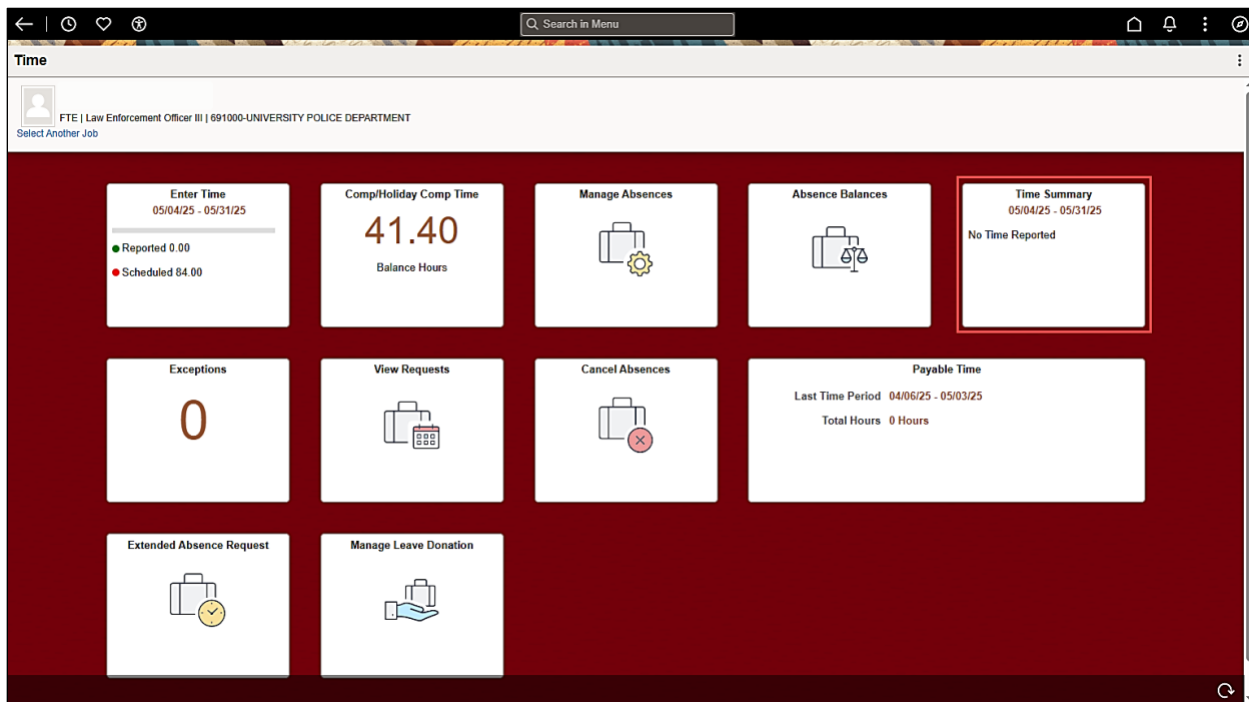 Search in Menu
Time
FTE | Law Enforcement Officer III | 691000-UNIVERSITY POLICE DEPARTMENT
Select Another Job
Enter Time
05/04/25 - 05/31/25
Reported 0.00
Scheduled 84.00
Comp/Holiday Comp Time
41.40
Balance Hours
Manage Absences
Absence Balances
Time Summary
05/04/25 - 05/31/25
No Time Reported
Exceptions
0
View Requests
Cancel Absences
Payable Time
Last Time Period 04/06/25 - 05/03/25
Total Hours 0 Hours
Extended Absence Request
Manage Leave Donation